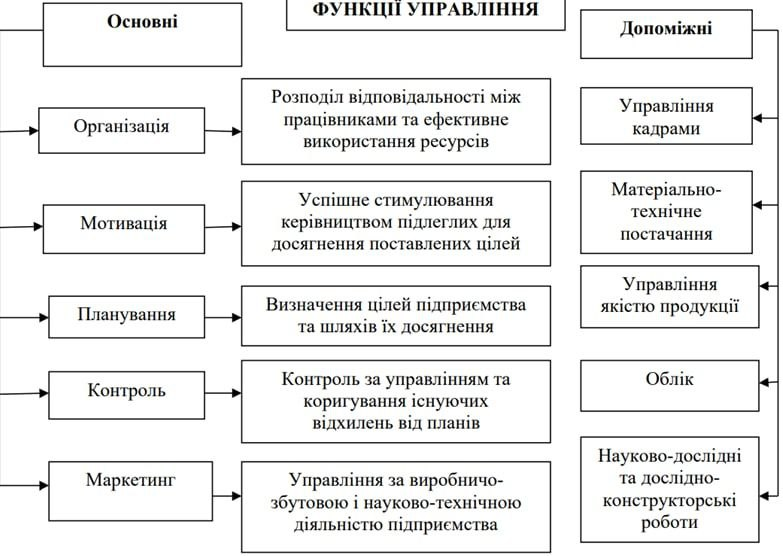 ФУНКЦІЇ УПРАВЛІННЯ
Основні
Організація
Розподіл відповідальності між
працівниками та ефективне
використання ресурсів
Мотивація
Успішне стимулювання
керівництвом підлеглих для
досягнення поставлених цілей
Планування
Визначення цілей підприємства
та шляхів їх досягнення
Контроль
Контроль за управлінням та
коригування існуючих
відхилень від планів
Маркетинг
Управління за виробничо-
збутовою і науково-технічною
діяльністю підприємства
Допоміжні
Управління
кадрами
Матеріально-
технічне
постачання
Управління
якістю продукції
Облік
Науково-дослідні
та дослідно-
конструкторські
роботи